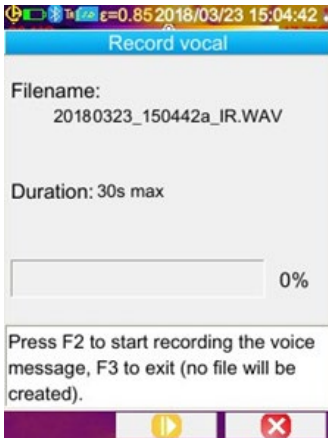 ε=0.85 2018/03/23 15:04:42
Record vocal
Filename:
20180323_150442a_IR.WAV
Duration: 30s max
0%
Press F2 to start recording the voice
message, F3 to exit (no file will be
created).